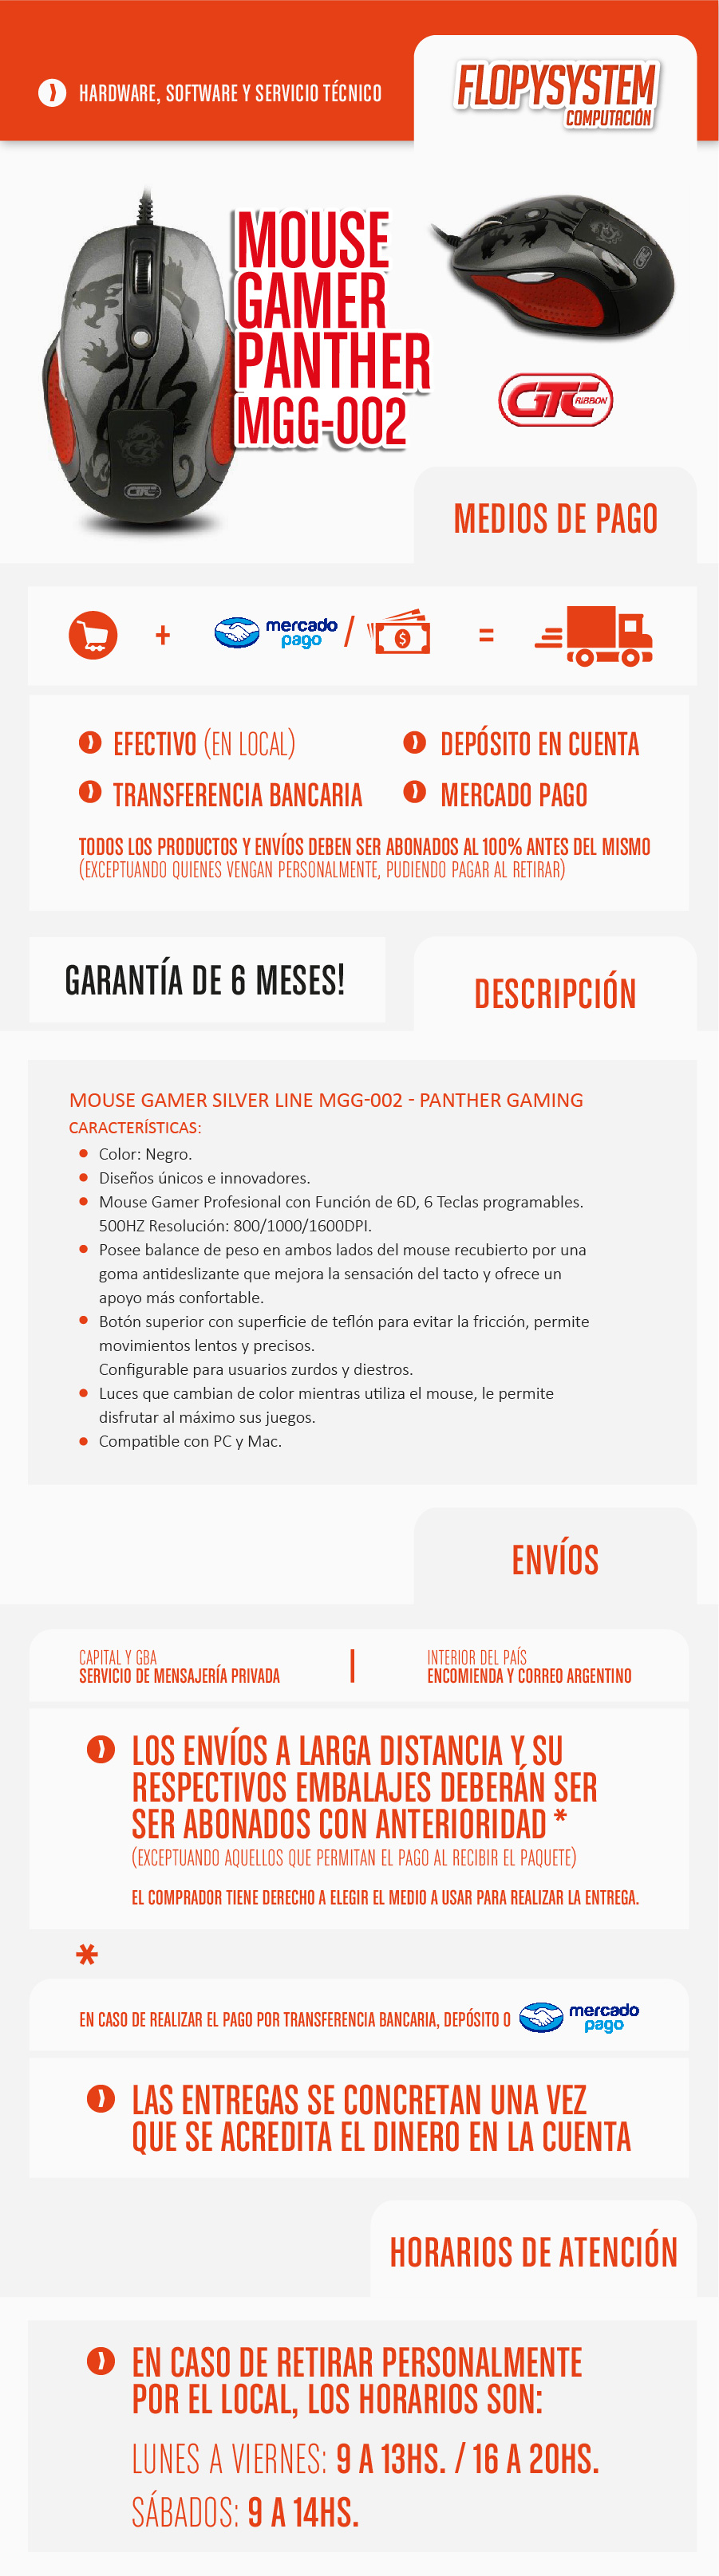 HARDWARE, SOFTWARE Y SERVICIO TÉCNICO
FLOPYSYSTEM
COMPUTACIÓN
MOUSE
GAMER
PANTHER
MGG-002
GTC
RIBBON
GTC
GTC
MEDIOS DE PAGO
+
mercado
pago
/
$
=
EFECTIVO (EN LOCAL)
DEPÓSITO EN CUENTA
TRANSFERENCIA BANCARIA
MERCADO PAGO
TODOS LOS PRODUCTOS Y ENVÍOS DEBEN SER ABONADOS AL 100% ANTES DEL MISMO
(EXCEPTUANDO QUIENES VENGAN PERSONALMENTE, PUDIENDO PAGAR AL RETIRAR)
GARANTÍA DE 6 MESES!
DESCRIPCIÓN
MOUSE GAMER SILVER LINE MGG-002 - PANTHER GAMING
CARACTERÍSTICAS:
Color: Negro.
Diseños únicos e innovadores.
Mouse Gamer Profesional con Función de 6D, 6 Teclas programables.
500HZ Resolución: 800/1000/1600DPI.
Posee balance de peso en ambos lados del mouse recubierto por una
goma antideslizante que mejora la sensación del tacto y ofrece un
apoyo más confortable.
Botón superior con superficie de teflón para evitar la fricción, permite
movimientos lentos y precisos.
Configurable para usuarios zurdos y diestros.
Luces que cambian de color mientras utiliza el mouse, le permite
disfrutar al máximo sus juegos.
Compatible con PC y Mac.
ENVÍOS
CAPITAL Y GBA
SERVICIO DE MENSAJERÍA PRIVADA
INTERIOR DEL PAÍS
ENCOMIENDA Y CORREO ARGENTINO
LOS ENVÍOS A LARGA DISTANCIA Y SU
RESPECTIVOS EMBALAJES DEBERÁN SER
SER ABONADOS CON ANTERIORIDAD *
(EXCEPTUANDO AQUELLOS QUE PERMITAN EL PAGO AL RECIBIR EL PAQUETE)
EL COMPRADOR TIENE DERECHO A ELEGIR EL MEDIO A USAR PARA REALIZAR LA ENTREGA.
*
EN CASO DE REALIZAR EL PAGO POR TRANSFERENCIA BANCARIA, DEPÓSITO O
mercado
pago
LAS ENTREGAS SE CONCRETAN UNA VEZ
QUE SE ACREDITA EL DINERO EN LA CUENTA
HORARIOS DE ATENCIÓN
EN CASO DE RETIRAR PERSONALMENTE
POR EL LOCAL, LOS HORARIOS SON:
LUNES A VIERNES: 9 A 13HS. / 16 A 20HS.
SÁBADOS: 9 A 14HS.